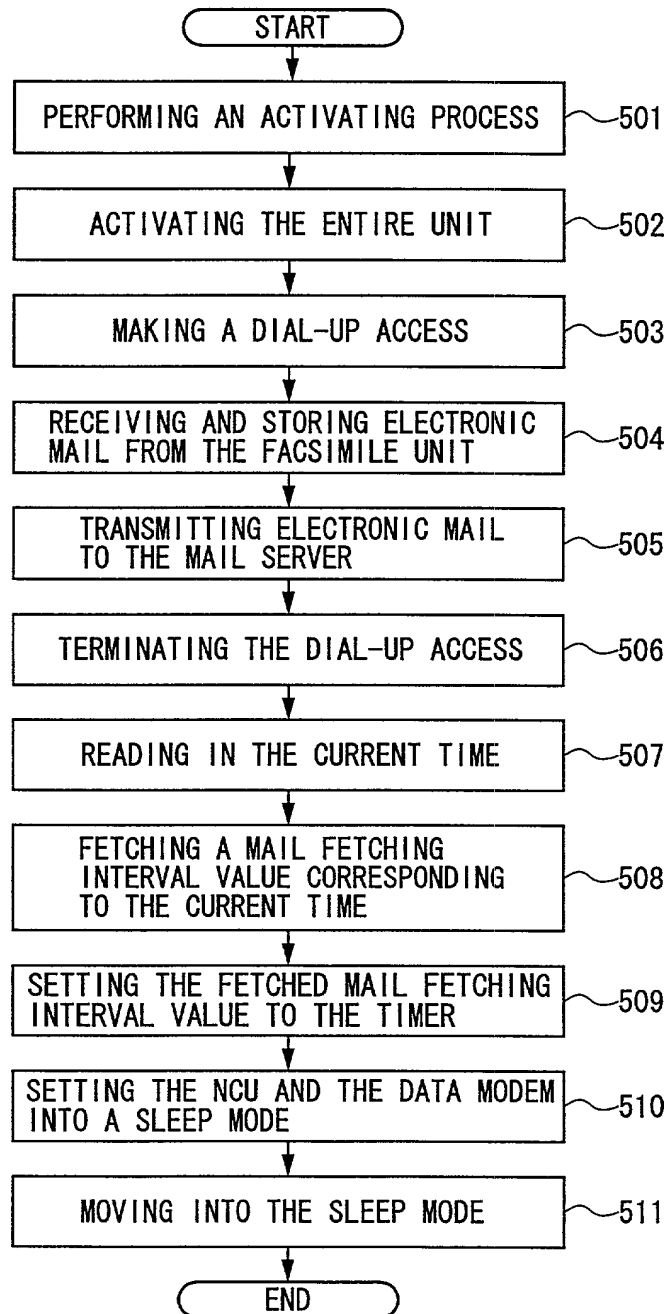 START
PERFORMING AN ACTIVATING PROCESS
501
ACTIVATING THE ENTIRE UNIT
502
MAKING A DIAL-UP ACCESS
503
RECEIVING AND STORING ELECTRONIC
MAIL FROM THE FACSIMILE UNIT
504
TRANSMITTING ELECTRONIC MAIL
TO THE MAIL SERVER
505
TERMINATING THE DIAL-UP ACCESS
506
READING IN THE CURRENT TIME
507
FETCHING A MAIL FETCHING
INTERVAL VALUE CORRESPONDING
TO THE CURRENT TIME
508
SETTING THE FETCHED MAIL FETCHING
INTERVAL VALUE TO THE TIMER
509
SETTING THE NCU AND THE DATA MODEM
INTO A SLEEP MODE
510
MOVING INTO THE SLEEP MODE
511
END